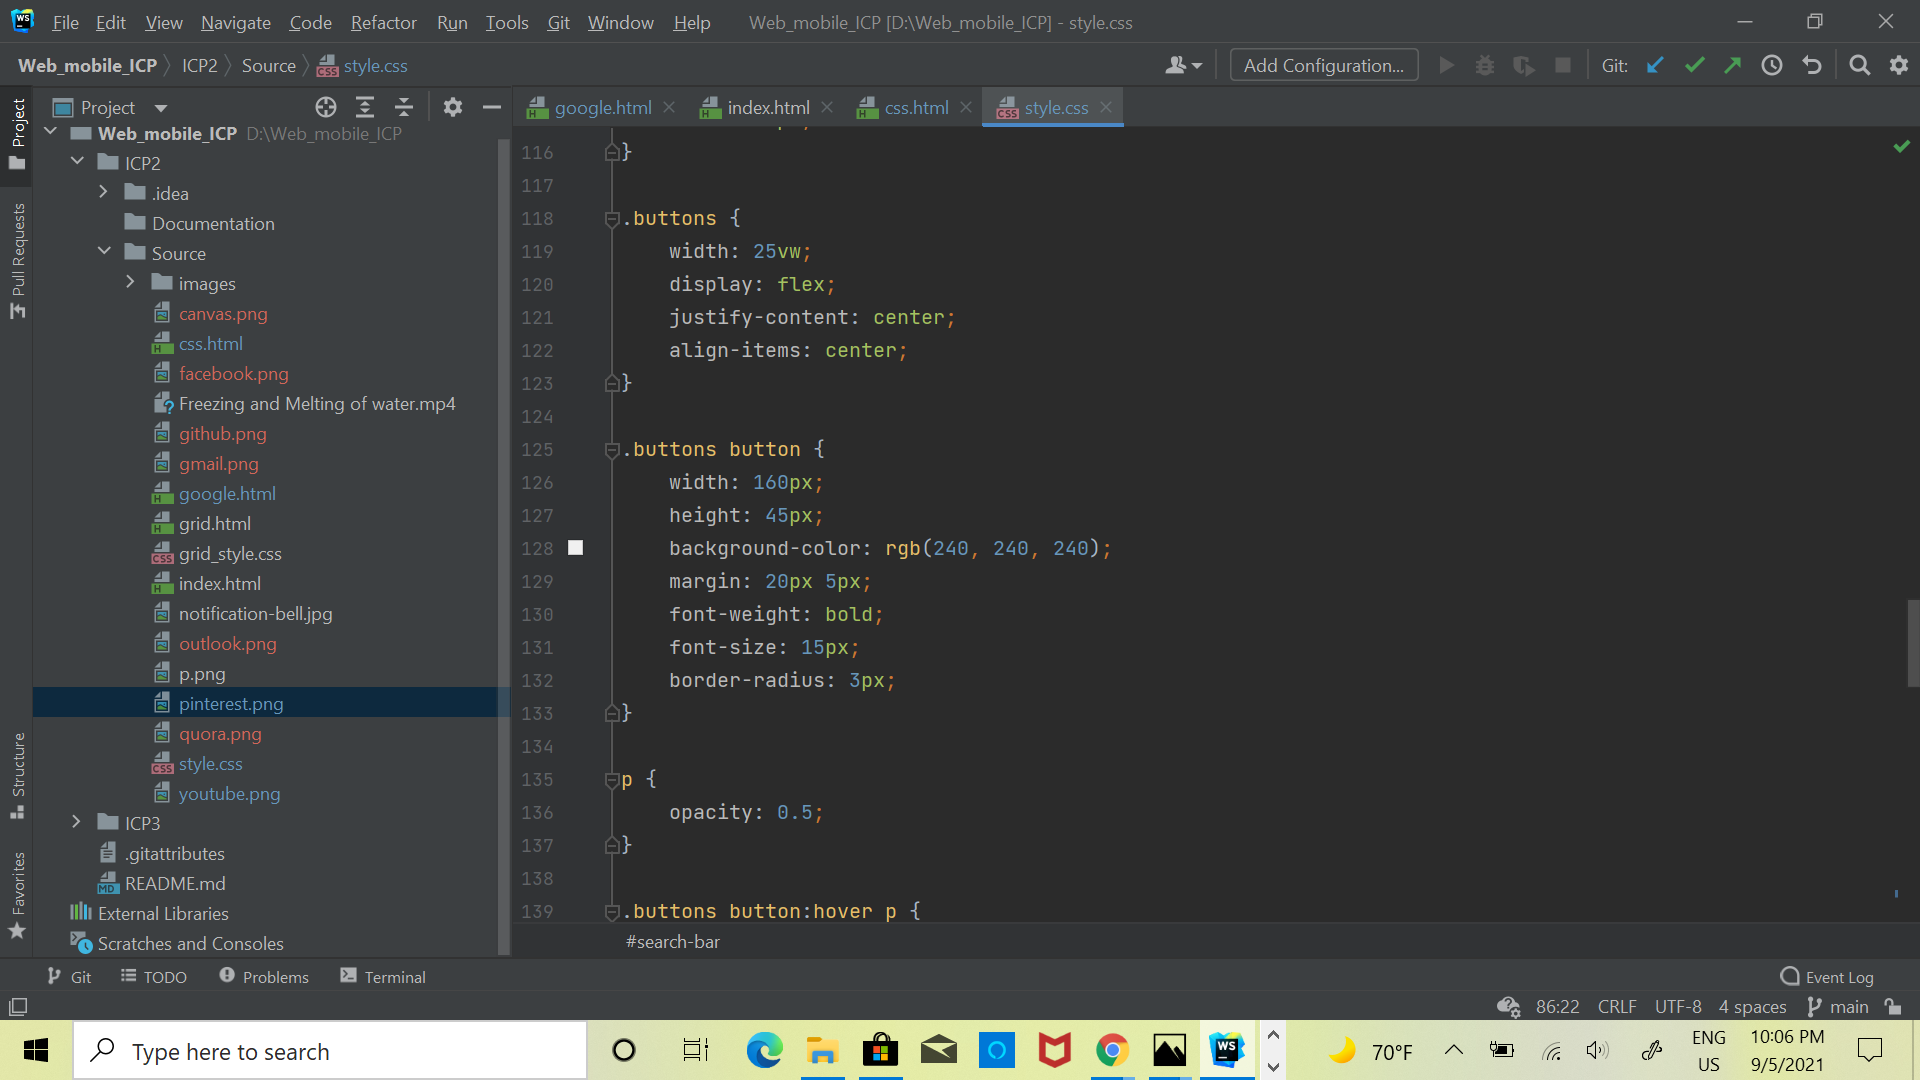 WS File Edit View Navigate Code Refactor Run Tools Git Window Help Web_mobile_ICP [D:\Web_mobile_ICP] - style.css
Web_mobile_ICP ICP2 Source style.css Add Configuration... Git:
Project
Project
Pull Requests
Structure
Favorites
google.html index.html css.html style.css
Web_mobile_ICP D:\Web_mobile_ICP
ICP2
.idea
Documentation
Source
images
canvas.png
css.html
facebook.png
Freezing and Melting of water.mp4
github.png
gmail.png
google.html
grid.html
grid_style.css
index.html
notification-bell.jpg
outlook.png
p.png
pinterest.png
quora.png
style.css
youtube.png
ICP3
.gitattributes
README.md
External Libraries
Scratches and Consoles
116 }
117
118 .buttons {
119 width: 25vw;
120 display: flex;
121 justify-content: center;
122 align-items: center;
123 }
124
125 .buttons button {
126 width: 160px;
127 height: 45px;
128 background-color: rgb(240, 240, 240);
129 margin: 20px 5px;
130 font-weight: bold;
131 font-size: 15px;
132 border-radius: 3px;
133 }
134
135 p {
136 opacity: 0.5;
137 }
138
139 .buttons button:hover p {
#search-bar
Git TODO Problems Terminal Event Log
86:22 CRLF UTF-8 4 spaces main
Type here to search
WS
70°F
ENG
US
10:06 PM
9/5/2021